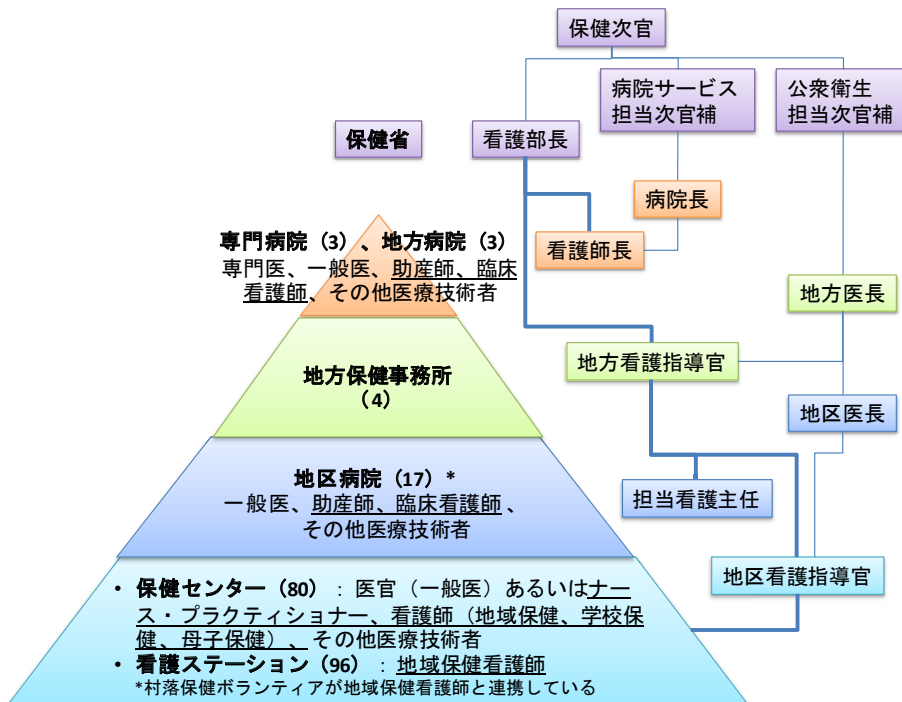 保健次官
病院サービス
担当次官補
公衆衛生
担当次官補
保健省
看護部長
病院長
看護師長
専門病院（3）、地方病院（3）
専門医、一般医、助産師、臨床
看護師、その他医療技術者
地方医長
地方看護指導官
地方保健事務所
（4）
地区医長
地区病院（17）*
一般医、助産師、臨床看護師、
その他医療技術者
担当看護主任
地区看護指導官
• 保健センター（80）：医官（一般医）あるいはナー
ス・プラクティショナー、看護師（地域保健、学校保
健、母子保健）、その他医療技術者
• 看護ステーション（96）：地域保健看護師
*村落保健ボランティアが地域保健看護師と連携している